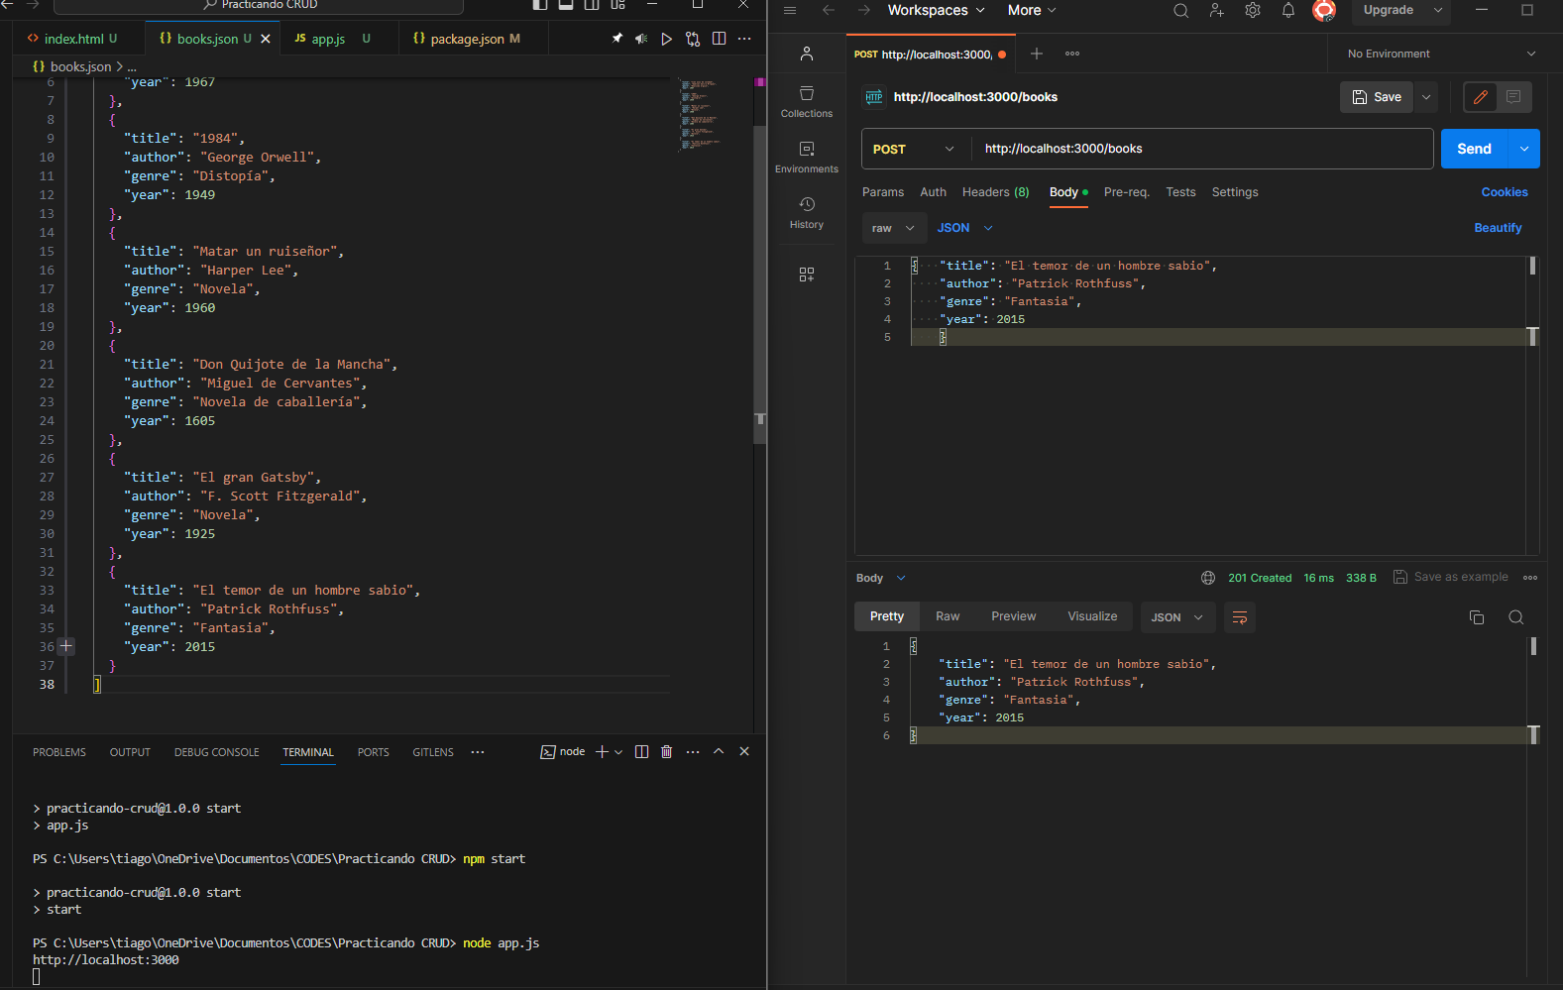 Practicando CRUD
index.html U
books.json U
app.js U
package.json M
books.json > ...
6 "year": 1967
7 },
8 {
9 "title": "1984",
10 "author": "George Orwell",
11 "genre": "Distopía",
12 "year": 1949
13 },
14 {
15 "title": "Matar un ruiseñor",
16 "author": "Harper Lee",
17 "genre": "Novela",
18 "year": 1960
19 },
20 {
21 "title": "Don Quijote de la Mancha",
22 "author": "Miguel de Cervantes",
23 "genre": "Novela de caballería",
24 "year": 1605
25 },
26 {
27 "title": "El gran Gatsby",
28 "author": "F. Scott Fitzgerald",
29 "genre": "Novela",
30 "year": 1925
31 },
32 {
33 "title": "El temor de un hombre sabio",
34 "author": "Patrick Rothfuss",
35 "genre": "Fantasia",
36 "year": 2015
37 }
38 ]
PROBLEMS OUTPUT DEBUG CONSOLE TERMINAL PORTS GITLENS ··· node
> practicando-crud@1.0.0 start
> app.js
PS C:\Users\tiago\OneDrive\Documentos\CODES\Practicando CRUD> npm start
> practicando-crud@1.0.0 start
> start
PS C:\Users\tiago\OneDrive\Documentos\CODES\Practicando CRUD> node app.js
http://localhost:3000
Workspaces More Upgrade
POST http://localhost:3000,
No Environment
Collections
Environments
History
HTTP http://localhost:3000/books
Save
POST http://localhost:3000/books
Send
Params Auth Headers (8) Body Pre-req. Tests Settings Cookies
raw JSON Beautify
1 { "title": "El temor de un hombre sabio",
2 "author": "Patrick Rothfuss",
3 "genre": "Fantasia",
4 "year": 2015
5 }
Body 201 Created 16 ms 338 B Save as example
Pretty Raw Preview Visualize JSON
1 {
2 "title": "El temor de un hombre sabio",
3 "author": "Patrick Rothfuss",
4 "genre": "Fantasia",
5 "year": 2015
6 }